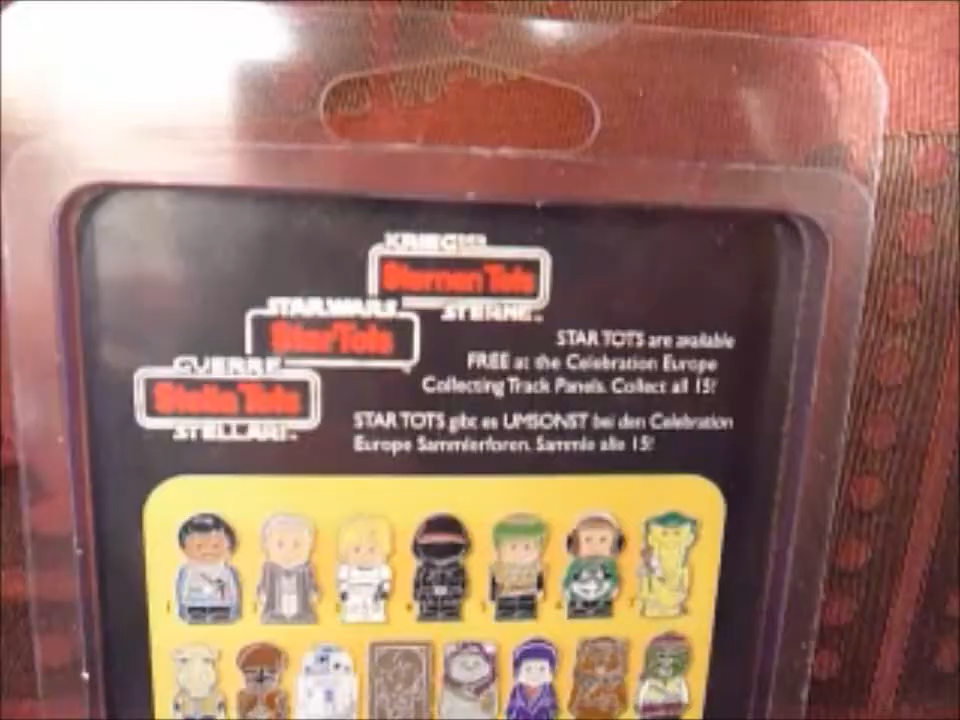 KRIEG DER
Sternen Tots
STERNE
STAR WARS
Star Tots
GUERRE
Stella Tots
STELLARI
STAR TOTS are available
FREE at the Celebration Europe
Collecting Track Panels. Collect all 15!
STAR TOTS gibt es UMSONST bei den Celebration
Europe Sammlerforen. Sammle alle 15!